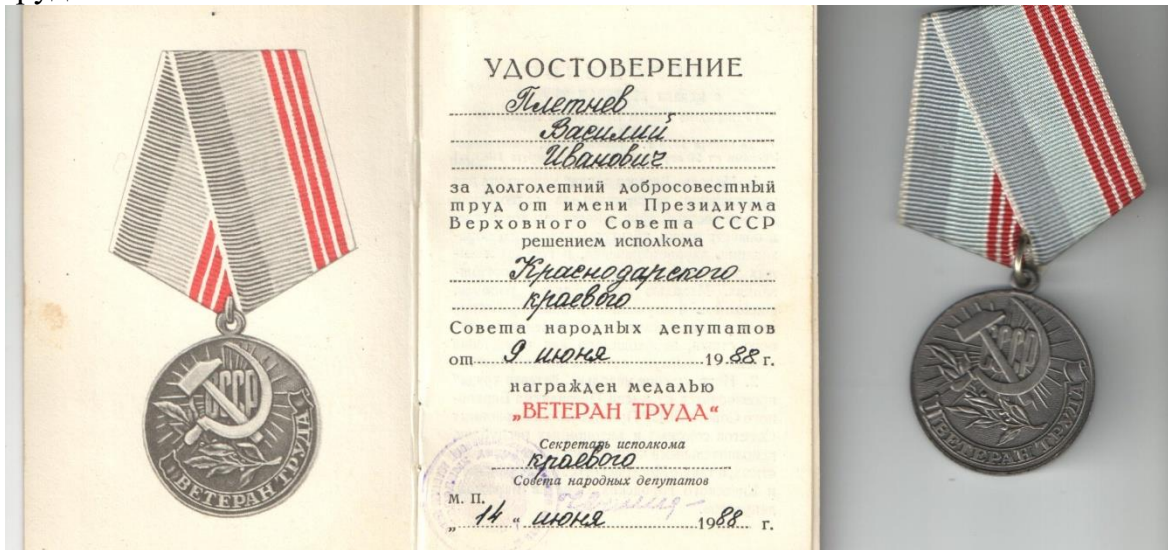 СССР
ВЕТЕРАН ТРУДА
УДОСТОВЕРЕНИЕ
Плетнев
Василий
Иванович
за долголетний добросовестный
труд от имени Президиума
Верховного Совета СССР
решением исполкома
Краснодарского
краевого
Совета народных депутатов
от 9 июня 1988 г.
награжден медалью
„ВЕТЕРАН ТРУДА“
Секретарь исполкома
краевого
Совета народных депутатов
М. П.
„ 14 “ июня 1988 г.
СССР
ВЕТЕРАН ТРУДА